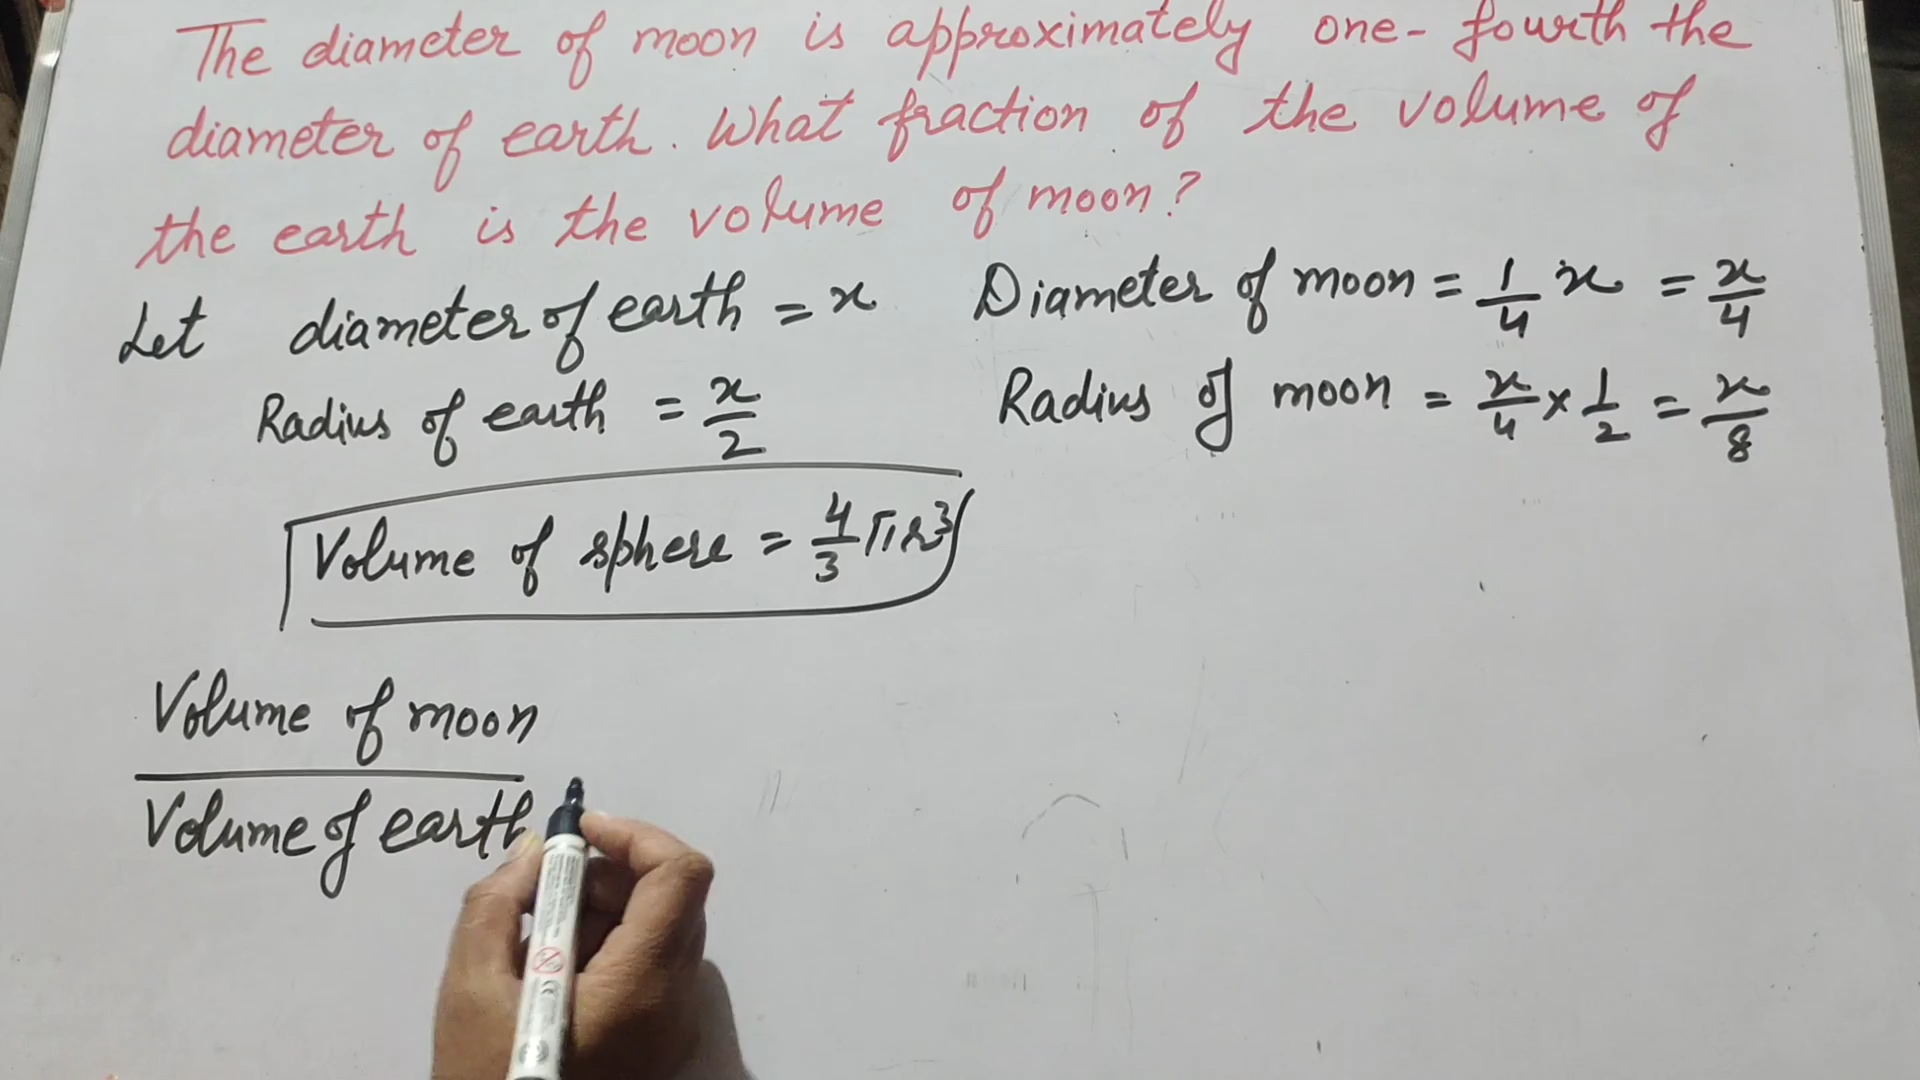 The diameter of moon is approximately one-fourth the
diameter of earth. What fraction of the volume of
the earth is the volume of moon?
Let diameter of earth = x
Diameter of moon = 1/4 x = x/4
Radius of earth = x/2
Radius of moon = x/4 × 1/2 = x/8
Volume of sphere = 4/3 πr³
Volume of moon
Volume of earth